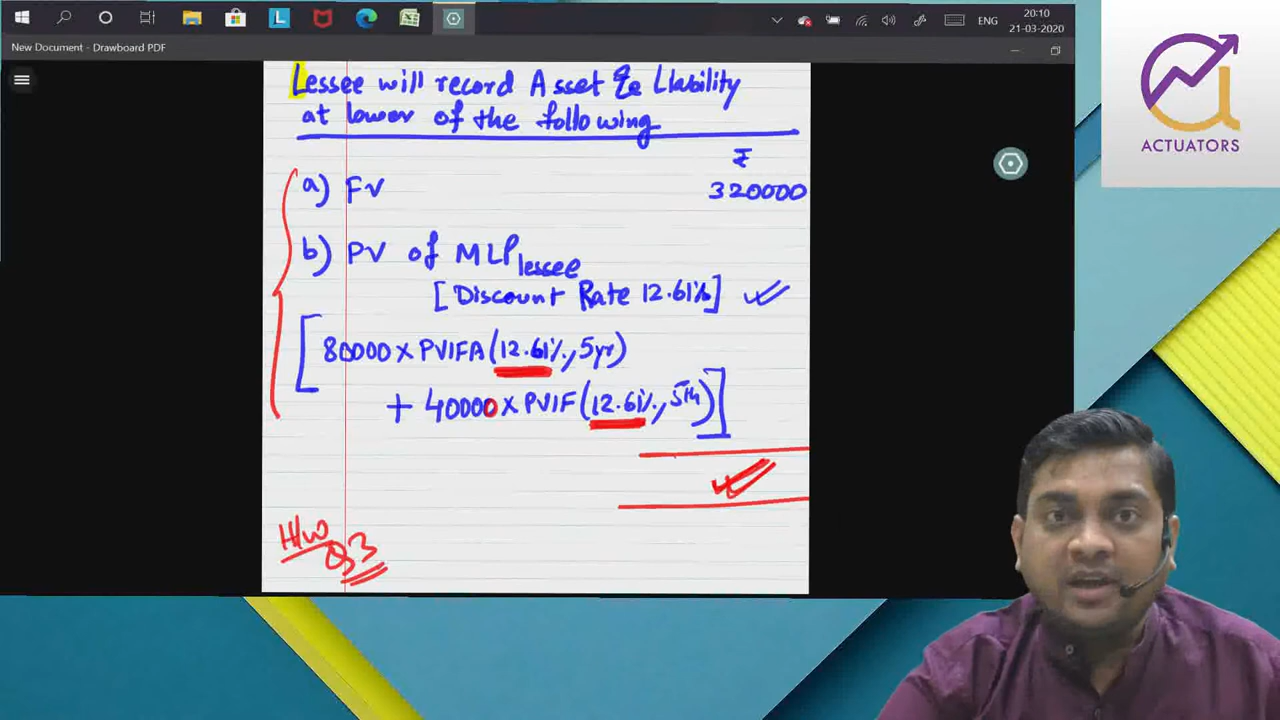 20:10
ENG
21-03-2020
New Document - Drawboard PDF
ACTUATORS
Lessee will record Asset & Liability
at lower of the following
₹
a) FV 320000
b) PV of MLP lessee
[Discount Rate 12.61%]
[80000 x PVIFA (12.61%, 5yr)
+ 40000 x PVIF (12.61%, 5th)]
H/W
Q3